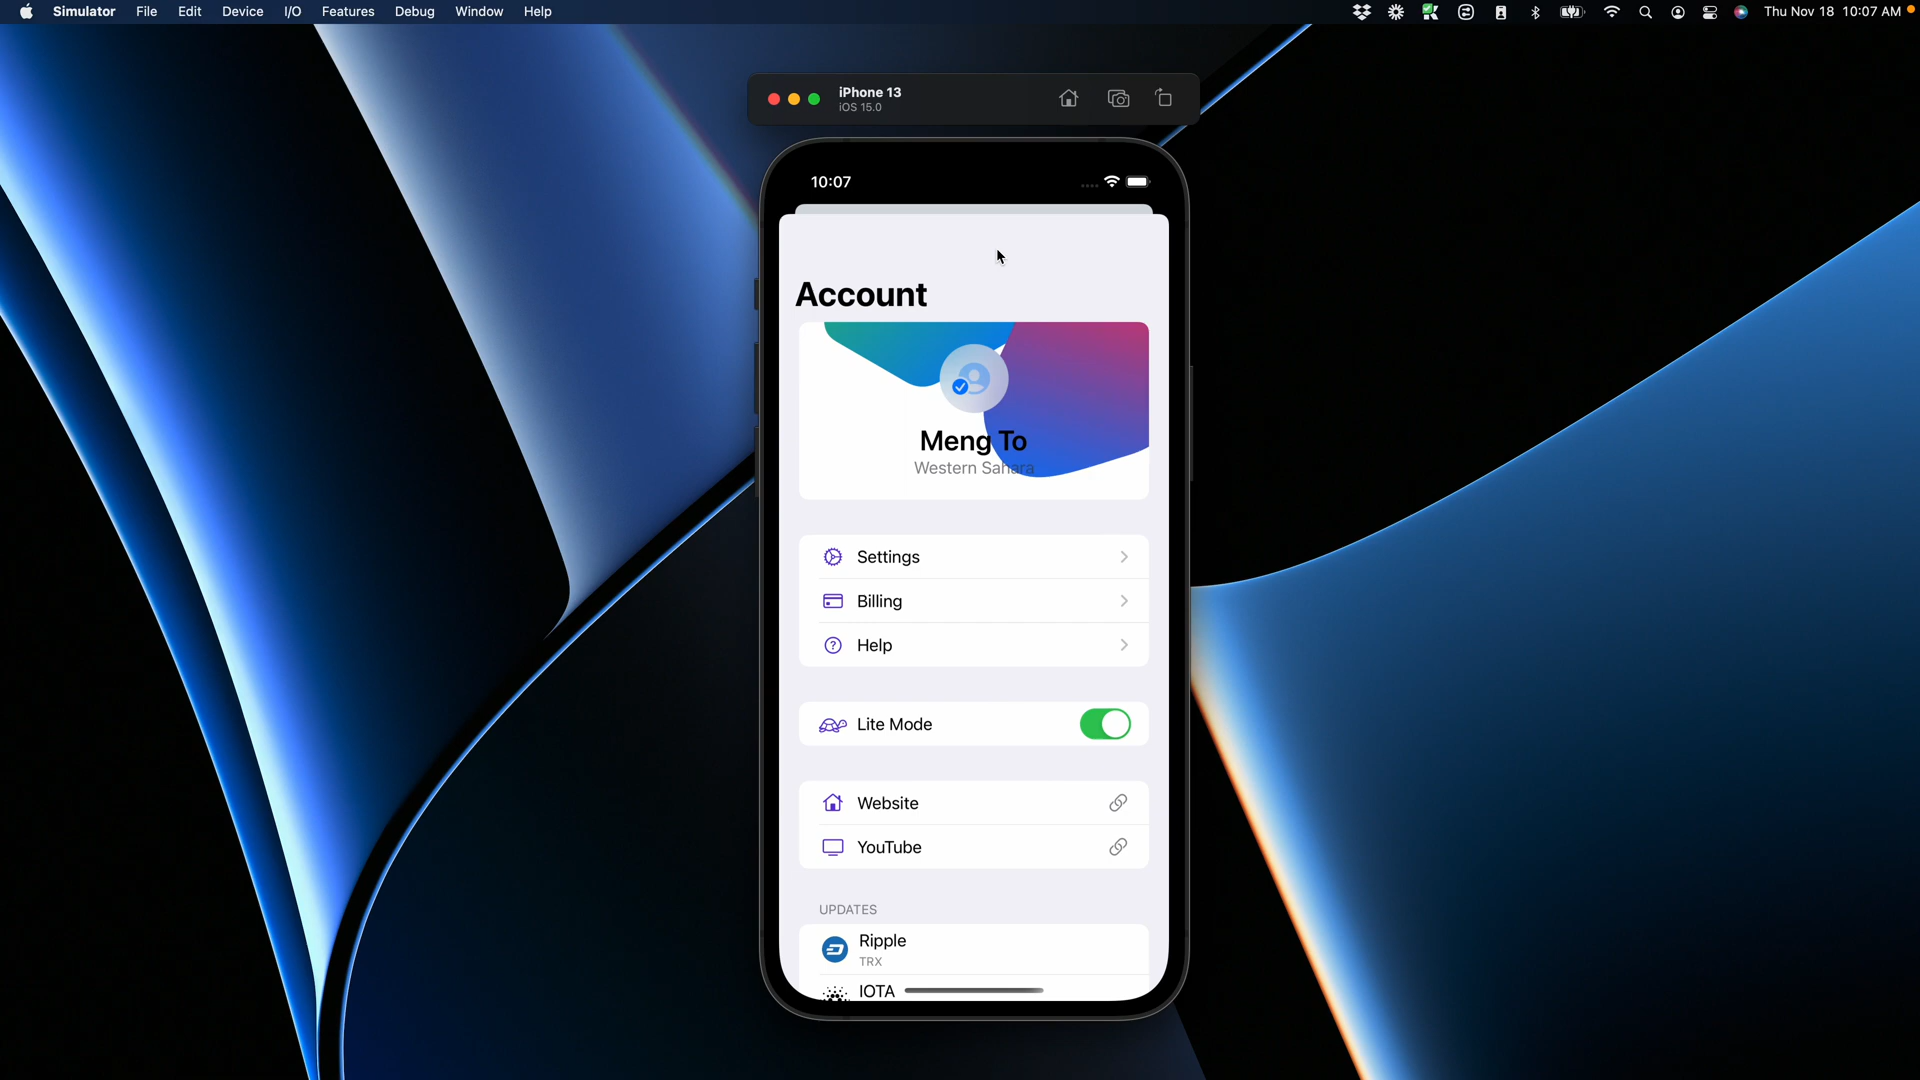 Simulator File Edit Device I/O Features Debug Window Help Thu Nov 18 10:07 AM
iPhone 13
iOS 15.0
10:07
Account
Meng To
Western Sahara
Settings
Billing
Help
Lite Mode
Website
YouTube
UPDATES
Ripple
TRX
IOTA